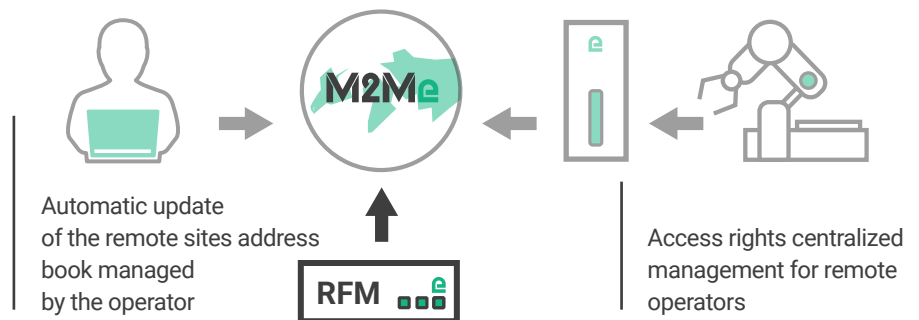 M2Me
Automatic update
of the remote sites address
book managed
by the operator
RFM e
e
Access rights centralized
management for remote
operators